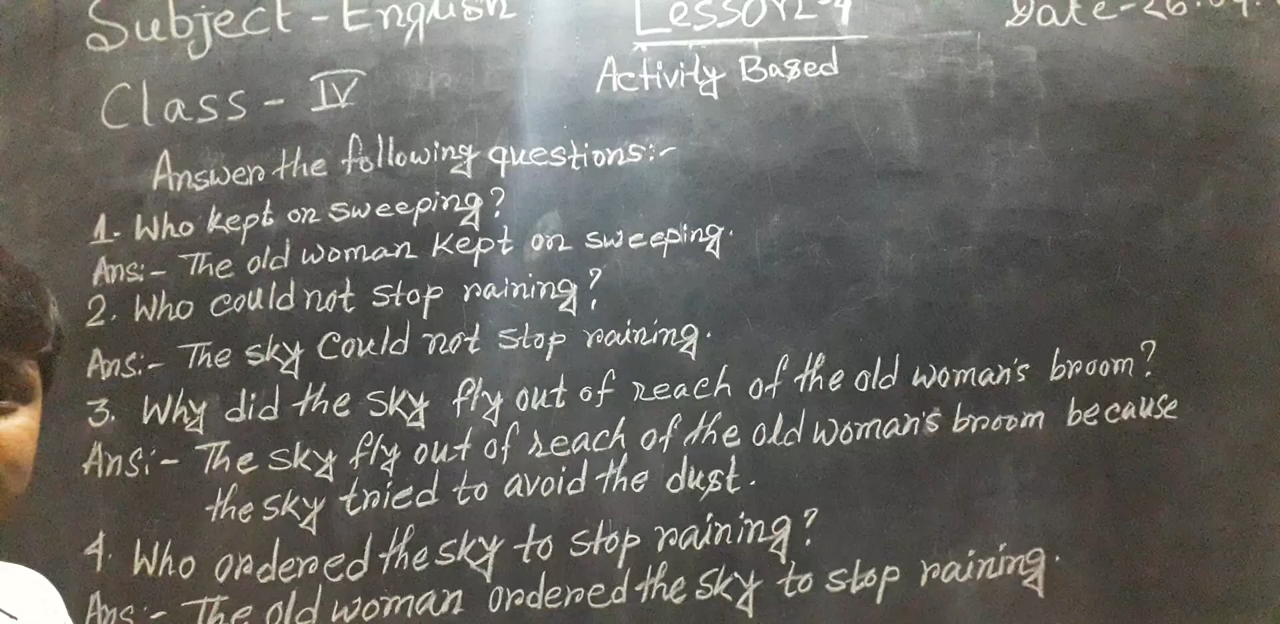 Subject - English
Lesson-4
Date-26.04.
Class - IV
Activity Based
Answer the following questions:-
1. Who kept on sweeping?
Ans:- The old woman kept on sweeping.
2. Who could not stop raining?
Ans:- The sky could not stop raining.
3. Why did the sky fly out of reach of the old woman's broom?
Ans:- The sky fly out of reach of the old woman's broom because
the sky tried to avoid the dust.
4. Who ordered the sky to stop raining?
Ans:- The old woman ordered the sky to stop raining.